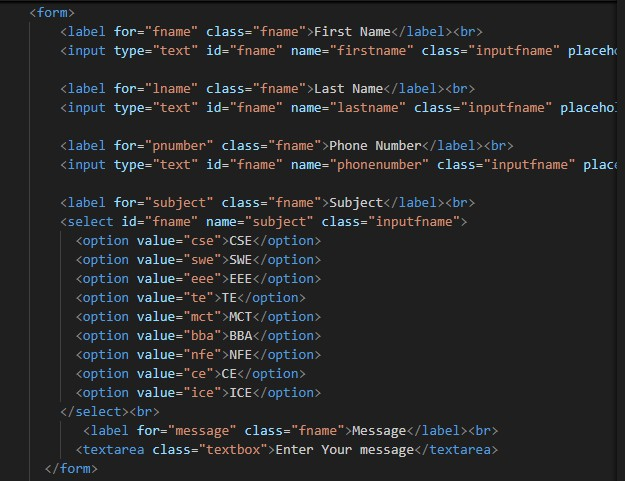 <form>
<label for="fname" class="fname">First Name</label><br>
<input type="text" id="fname" name="firstname" class="inputfname" placeho
<label for="lname" class="fname">Last Name</label><br>
<input type="text" id="fname" name="lastname" class="inputfname" placehol
<label for="pnumber" class="fname">Phone Number</label><br>
<input type="text" id="fname" name="phonenumber" class="inputfname" place
<label for="subject" class="fname">Subject</label><br>
<select id="fname" name="subject" class="inputfname">
<option value="cse">CSE</option>
<option value="swe">SWE</option>
<option value="eee">EEE</option>
<option value="te">TE</option>
<option value="mct">MCT</option>
<option value="bba">BBA</option>
<option value="nfe">NFE</option>
<option value="ce">CE</option>
<option value="ice">ICE</option>
</select><br>
<label for="message" class="fname">Message</label><br>
<textarea class="textbox">Enter Your message</textarea>
</form>